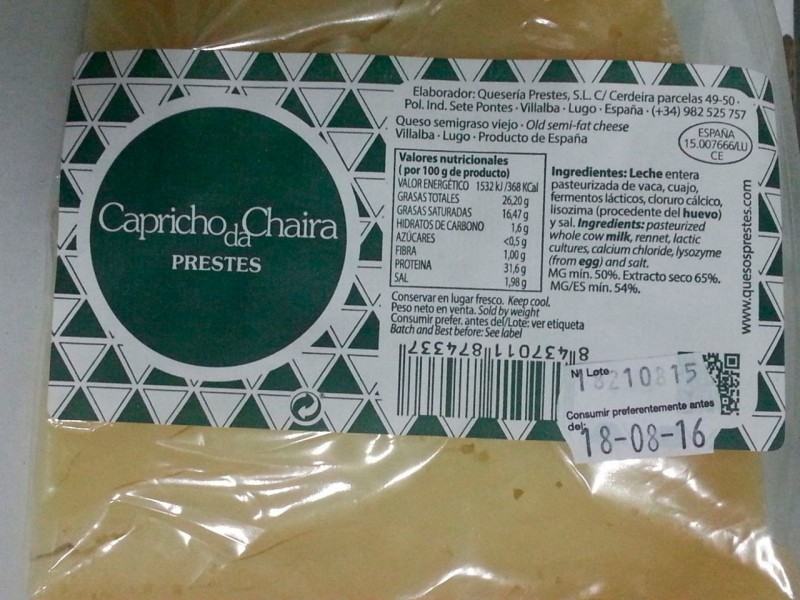 Capricho da Chaira
PRESTES
Elaborador: Quesería Prestes, S.L. C/ Cerdeira parcelas 49-50 ·
Pol. Ind. Sete Pontes · Villalba · Lugo · España · (+34) 982 525 757
Queso semigraso viejo · Old semi-fat cheese
Villalba · Lugo · Producto de España
ESPAÑA
15.007666/LU
CE
Valores nutricionales
( por 100 g de producto)
VALOR ENERGÉTICO 1532 kJ /368 KCal
GRASAS TOTALES 26,20 g
GRASAS SATURADAS 16,47 g
HIDRATOS DE CARBONO 1,6 g
AZÚCARES <0,5 g
FIBRA 1,00 g
PROTEINA 31,6 g
SAL 1,98 g
Ingredientes: Leche entera
pasteurizada de vaca, cuajo,
fermentos lácticos, cloruro cálcico,
lisozima (procedente del huevo)
y sal. Ingredients: pasteurized
whole cow milk, rennet, lactic
cultures, calcium chloride, lysozyme
(from egg) and salt.
MG mín. 50%. Extracto seco 65%.
MG/ES mín. 54%.
www.quesosprestes.com
Conservar en lugar fresco. Keep cool.
Peso neto en venta. Sold by weight
Consumir prefer. antes del/Lote: ver etiqueta
Batch and Best before: See label
8 437011 874337
Nº Lote
18210815
Consumir preferentemente antes
del:
18-08-16